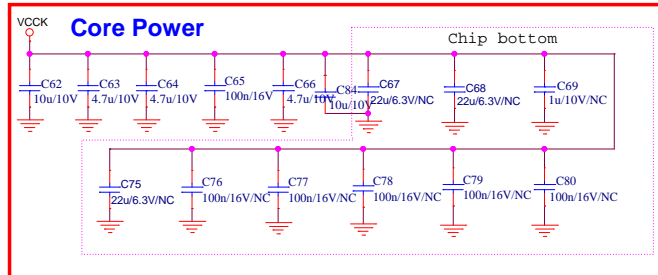 VCCK
Core Power
Chip bottom
C62
10u/10V
C63
4.7u/10V
C64
4.7u/10V
C65
100n/16V
C66
4.7u/10V
C84
10u/10V
C67
22u/6.3V/NC
C68
22u/6.3V/NC
C69
1u/10V/NC
C75
22u/6.3V/NC
C76
100n/16V/NC
C77
100n/16V/NC
C78
100n/16V/NC
C79
100n/16V/NC
C80
100n/16V/NC